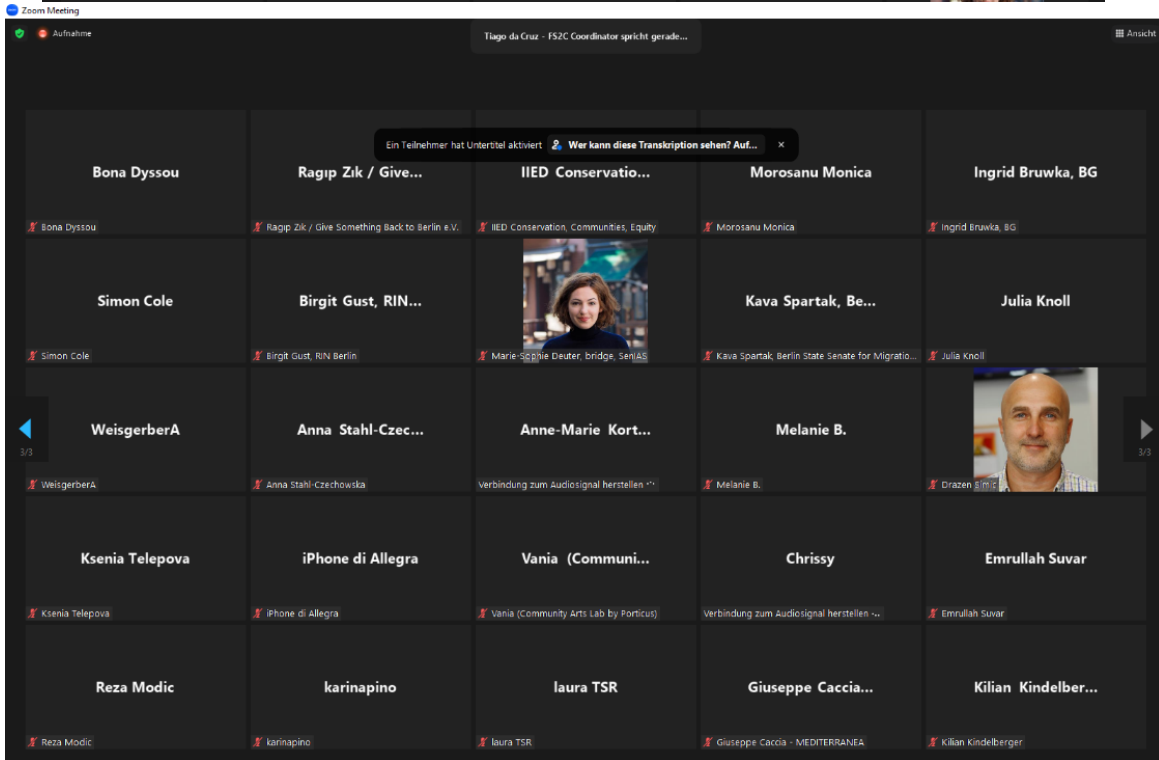 Zoom Meeting
Aufnahme
Tiago da Cruz - FS2C Coordinator spricht gerade...
Ansicht
Ein Teilnehmer hat Untertitel aktiviert Wer kann diese Transkription sehen? Auf... ×
Bona Dyssou
Ragıp Zık / Give...
IIED Conservatio...
Morosanu Monica
Ingrid Bruwka, BG
Bona Dyssou
Ragıp Zık / Give Something Back to Berlin e.V.
IIED Conservation, Communities, Equity
Morosanu Monica
Ingrid Bruwka, BG
Simon Cole
Birgit Gust, RIN...
Kava Spartak, Be...
Julia Knoll
Simon Cole
Birgit Gust, RIN Berlin
Marie-Sophie Deuter, bridge, SenIAS
Kava Spartak, Berlin State Senate for Migratio...
Julia Knoll
WeisgerberA
Anna Stahl-Czec...
Anne-Marie Kort...
Melanie B.
3/3
3/3
WeisgerberA
Anna Stahl-Czechowska
Verbindung zum Audiosignal herstellen
Melanie B.
Drazen Simic
Ksenia Telepova
iPhone di Allegra
Vania (Communi...
Chrissy
Emrullah Suvar
Ksenia Telepova
iPhone di Allegra
Vania (Community Arts Lab by Porticus)
Verbindung zum Audiosignal herstellen
Emrullah Suvar
Reza Modic
karinapino
laura TSR
Giuseppe Caccia...
Kilian Kindelber...
Reza Modic
karinapino
laura TSR
Giuseppe Caccia - MEDITERRANEA
Kilian Kindelberger